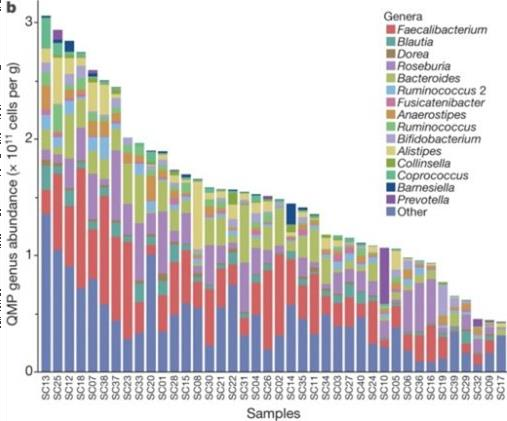 b
3
2
1
0
QMP genus abundance (× 10¹¹ cells per g)
Genera
Faecalibacterium
Blautia
Dorea
Roseburia
Bacteroides
Ruminococcus 2
Fusicatenibacter
Anaerostipes
Ruminococcus
Bifidobacterium
Alistipes
Collinsella
Coprococcus
Barnesiella
Prevotella
Other
SC13
SC25
SC12
SC18
SC07
SC38
SC37
SC23
SC33
SC20
SC01
SC28
SC15
SC08
SC30
SC21
SC22
SC31
SC04
SC26
SC02
SC14
SC35
SC11
SC34
SC03
SC27
SC40
SC24
SC10
SC05
SC06
SC36
SC16
SC19
SC39
SC29
SC32
SC09
SC17
Samples